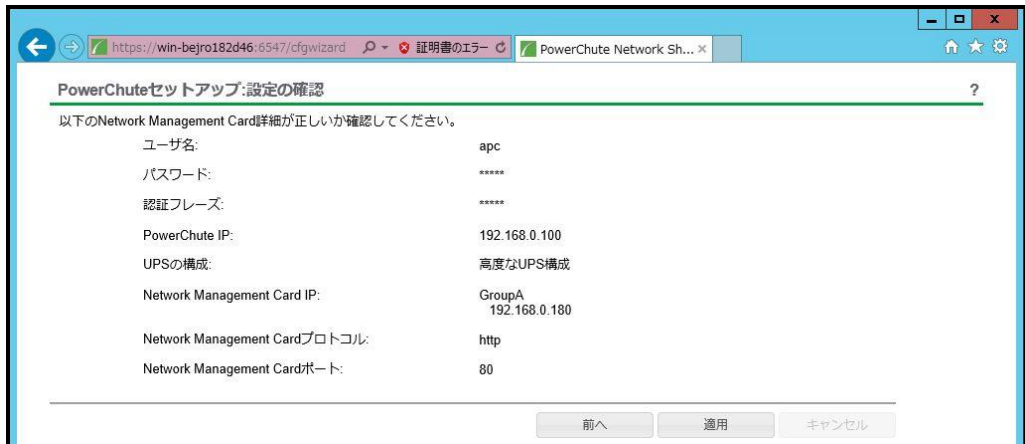 https://win-bejro182d46:6547/cfgwizard 証明書のエラー PowerChute Network Sh...
PowerChuteセットアップ:設定の確認 ?
以下のNetwork Management Card詳細が正しいか確認してください。
ユーザ名: apc
パスワード: *****
認証フレーズ: *****
PowerChute IP: 192.168.0.100
UPSの構成: 高度なUPS構成
Network Management Card IP: GroupA
192.168.0.180
Network Management Cardプロトコル: http
Network Management Cardポート: 80
前へ 適用 キャンセル